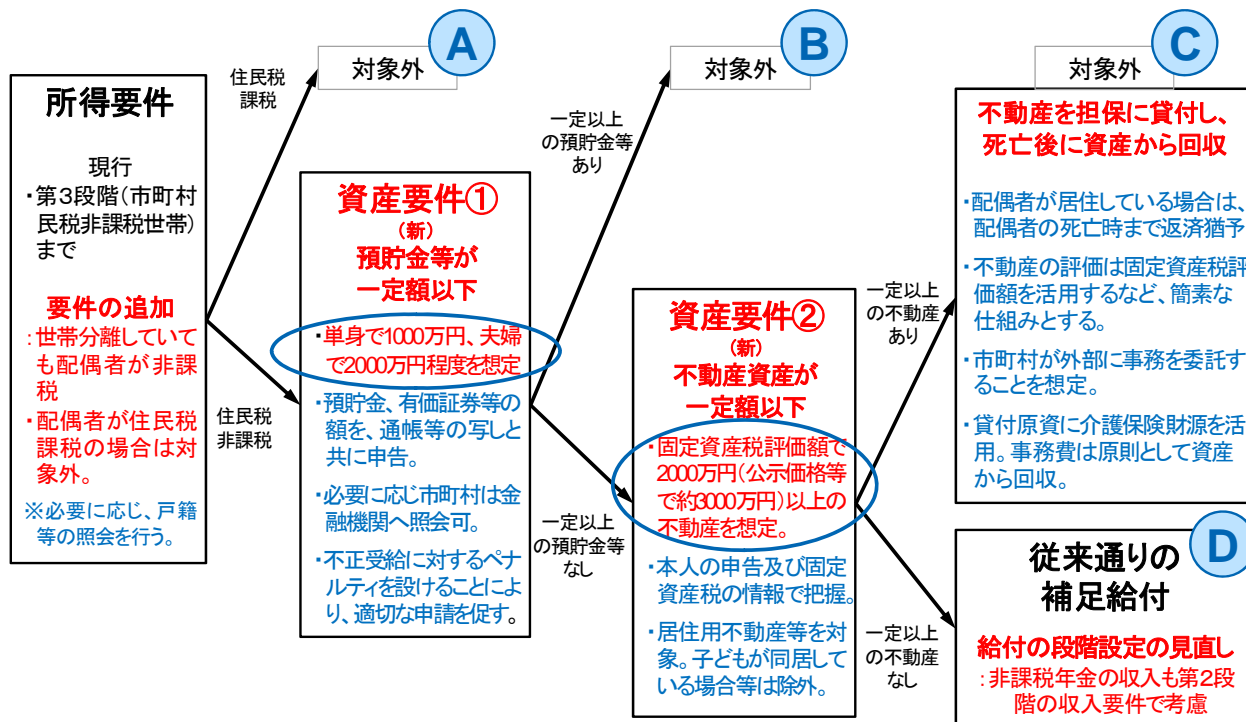 A
対象外
B
対象外
C
対象外
所得要件
現行
・第3段階(市町村
民税非課税世帯)
まで
要件の追加
:世帯分離していて
も配偶者が非課
税
・配偶者が住民税
課税の場合は対
象外。
※必要に応じ、戸籍
等の照会を行う。
住民税
課税
住民税
非課税
資産要件①
(新)
預貯金等が
一定額以下
・単身で1000万円、夫婦
で2000万円程度を想定
・預貯金、有価証券等の
額を、通帳等の写しと
共に申告。
・必要に応じ市町村は金
融機関へ照会可。
・不正受給に対するペナ
ルティを設けることによ
り、適切な申請を促す。
一定以上
の預貯金等
あり
一定以上
の預貯金等
なし
資産要件②
(新)
不動産資産が
一定額以下
・固定資産税評価額で
2000万円(公示価格等
で約3000万円)以上の
不動産を想定。
・本人の申告及び固定
資産税の情報で把握。
・居住用不動産等を対
象。子どもが同居して
いる場合等は除外。
一定以上
の不動産
あり
一定以上
の不動産
なし
不動産を担保に貸付し、
死亡後に資産から回収
・配偶者が居住している場合は、
配偶者の死亡時まで返済猶予
・不動産の評価は固定資産税評
価額を活用するなど、簡素な
仕組みとする。
・市町村が外部に事務を委託す
ることを想定。
・貸付原資に介護保険財源を活
用。事務費は原則として資産
から回収。
D
従来通りの
補足給付
給付の段階設定の見直し
:非課税年金の収入も第2段
階の収入要件で考慮